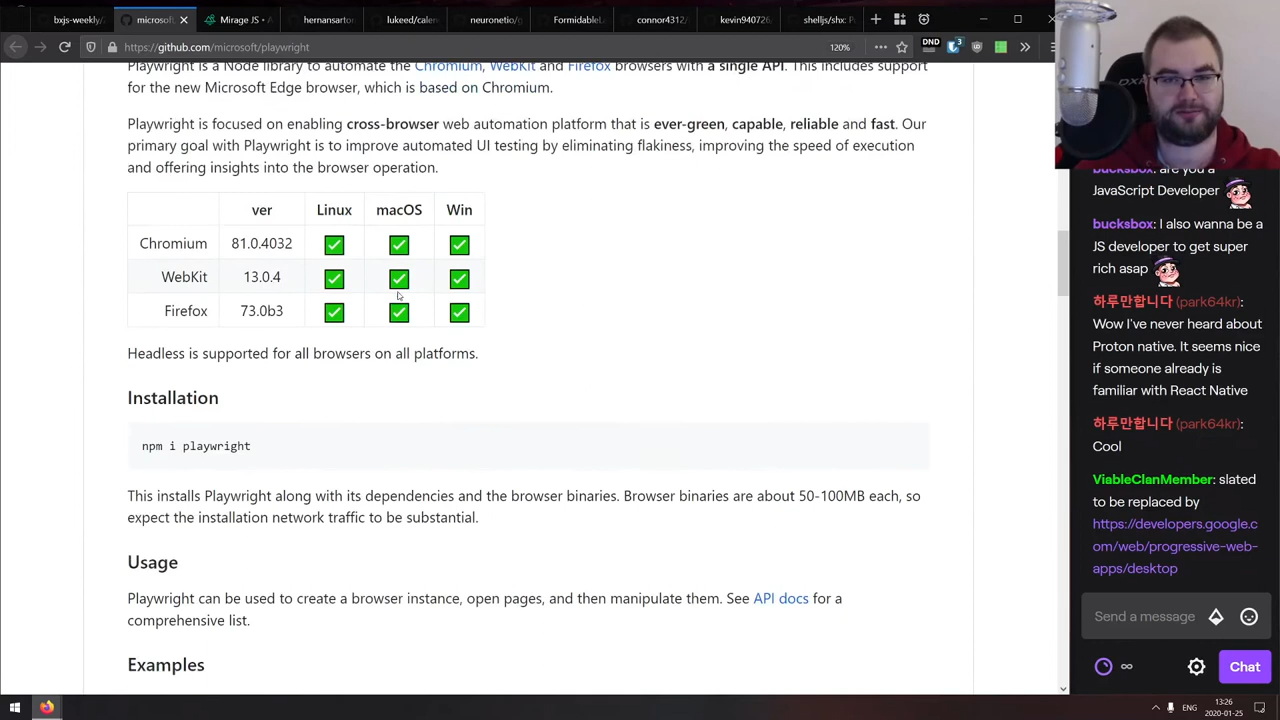 bxjs-weekly/
microsof
Mirage JS • A
hernansartor
lukeed/calen
neuronetio/g
FormidableL
connor4312/
kevin940726
shelljs/shx: Po
https://github.com/microsoft/playwright
120%
DND
3
Playwright is a Node library to automate the Chromium, WebKit and Firefox browsers with a single API. This includes support
for the new Microsoft Edge browser, which is based on Chromium.
Playwright is focused on enabling cross-browser web automation platform that is ever-green, capable, reliable and fast. Our
primary goal with Playwright is to improve automated UI testing by eliminating flakiness, improving the speed of execution
and offering insights into the browser operation.
ver Linux macOS Win
Chromium 81.0.4032
WebKit 13.0.4
Firefox 73.0b3
Headless is supported for all browsers on all platforms.
Installation
npm i playwright
This installs Playwright along with its dependencies and the browser binaries. Browser binaries are about 50-100MB each, so
expect the installation network traffic to be substantial.
Usage
Playwright can be used to create a browser instance, open pages, and then manipulate them. See API docs for a
comprehensive list.
Examples
bucksbox: are you a
JavaScript Developer
bucksbox: I also wanna be a
JS developer to get super
rich asap
하루만합니다 (park64kr):
Wow I've never heard about
Proton native. It seems nice
if someone already is
familiar with React Native
하루만합니다 (park64kr):
Cool
ViableClanMember: slated
to be replaced by
https://developers.google.c
om/web/progressive-web-
apps/desktop
Send a message
∞
Chat
ENG
13:26
2020-01-25